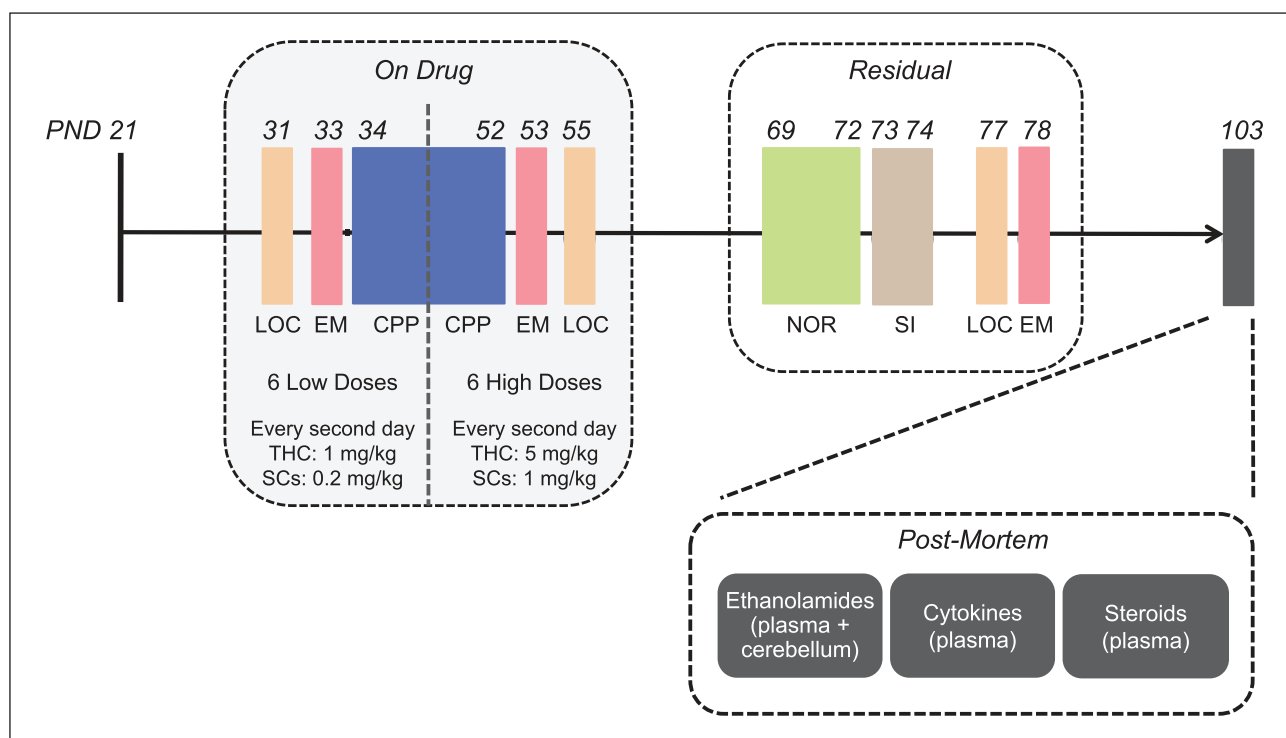 On Drug
Residual
PND 21
31 33 34 52 53 55
69 72 73 74 77 78
103
LOC EM CPP CPP EM LOC
NOR SI LOC EM
6 Low Doses
Every second day
THC: 1 mg/kg
SCs: 0.2 mg/kg
6 High Doses
Every second day
THC: 5 mg/kg
SCs: 1 mg/kg
Post-Mortem
Ethanolamides
(plasma +
cerebellum)
Cytokines
(plasma)
Steroids
(plasma)